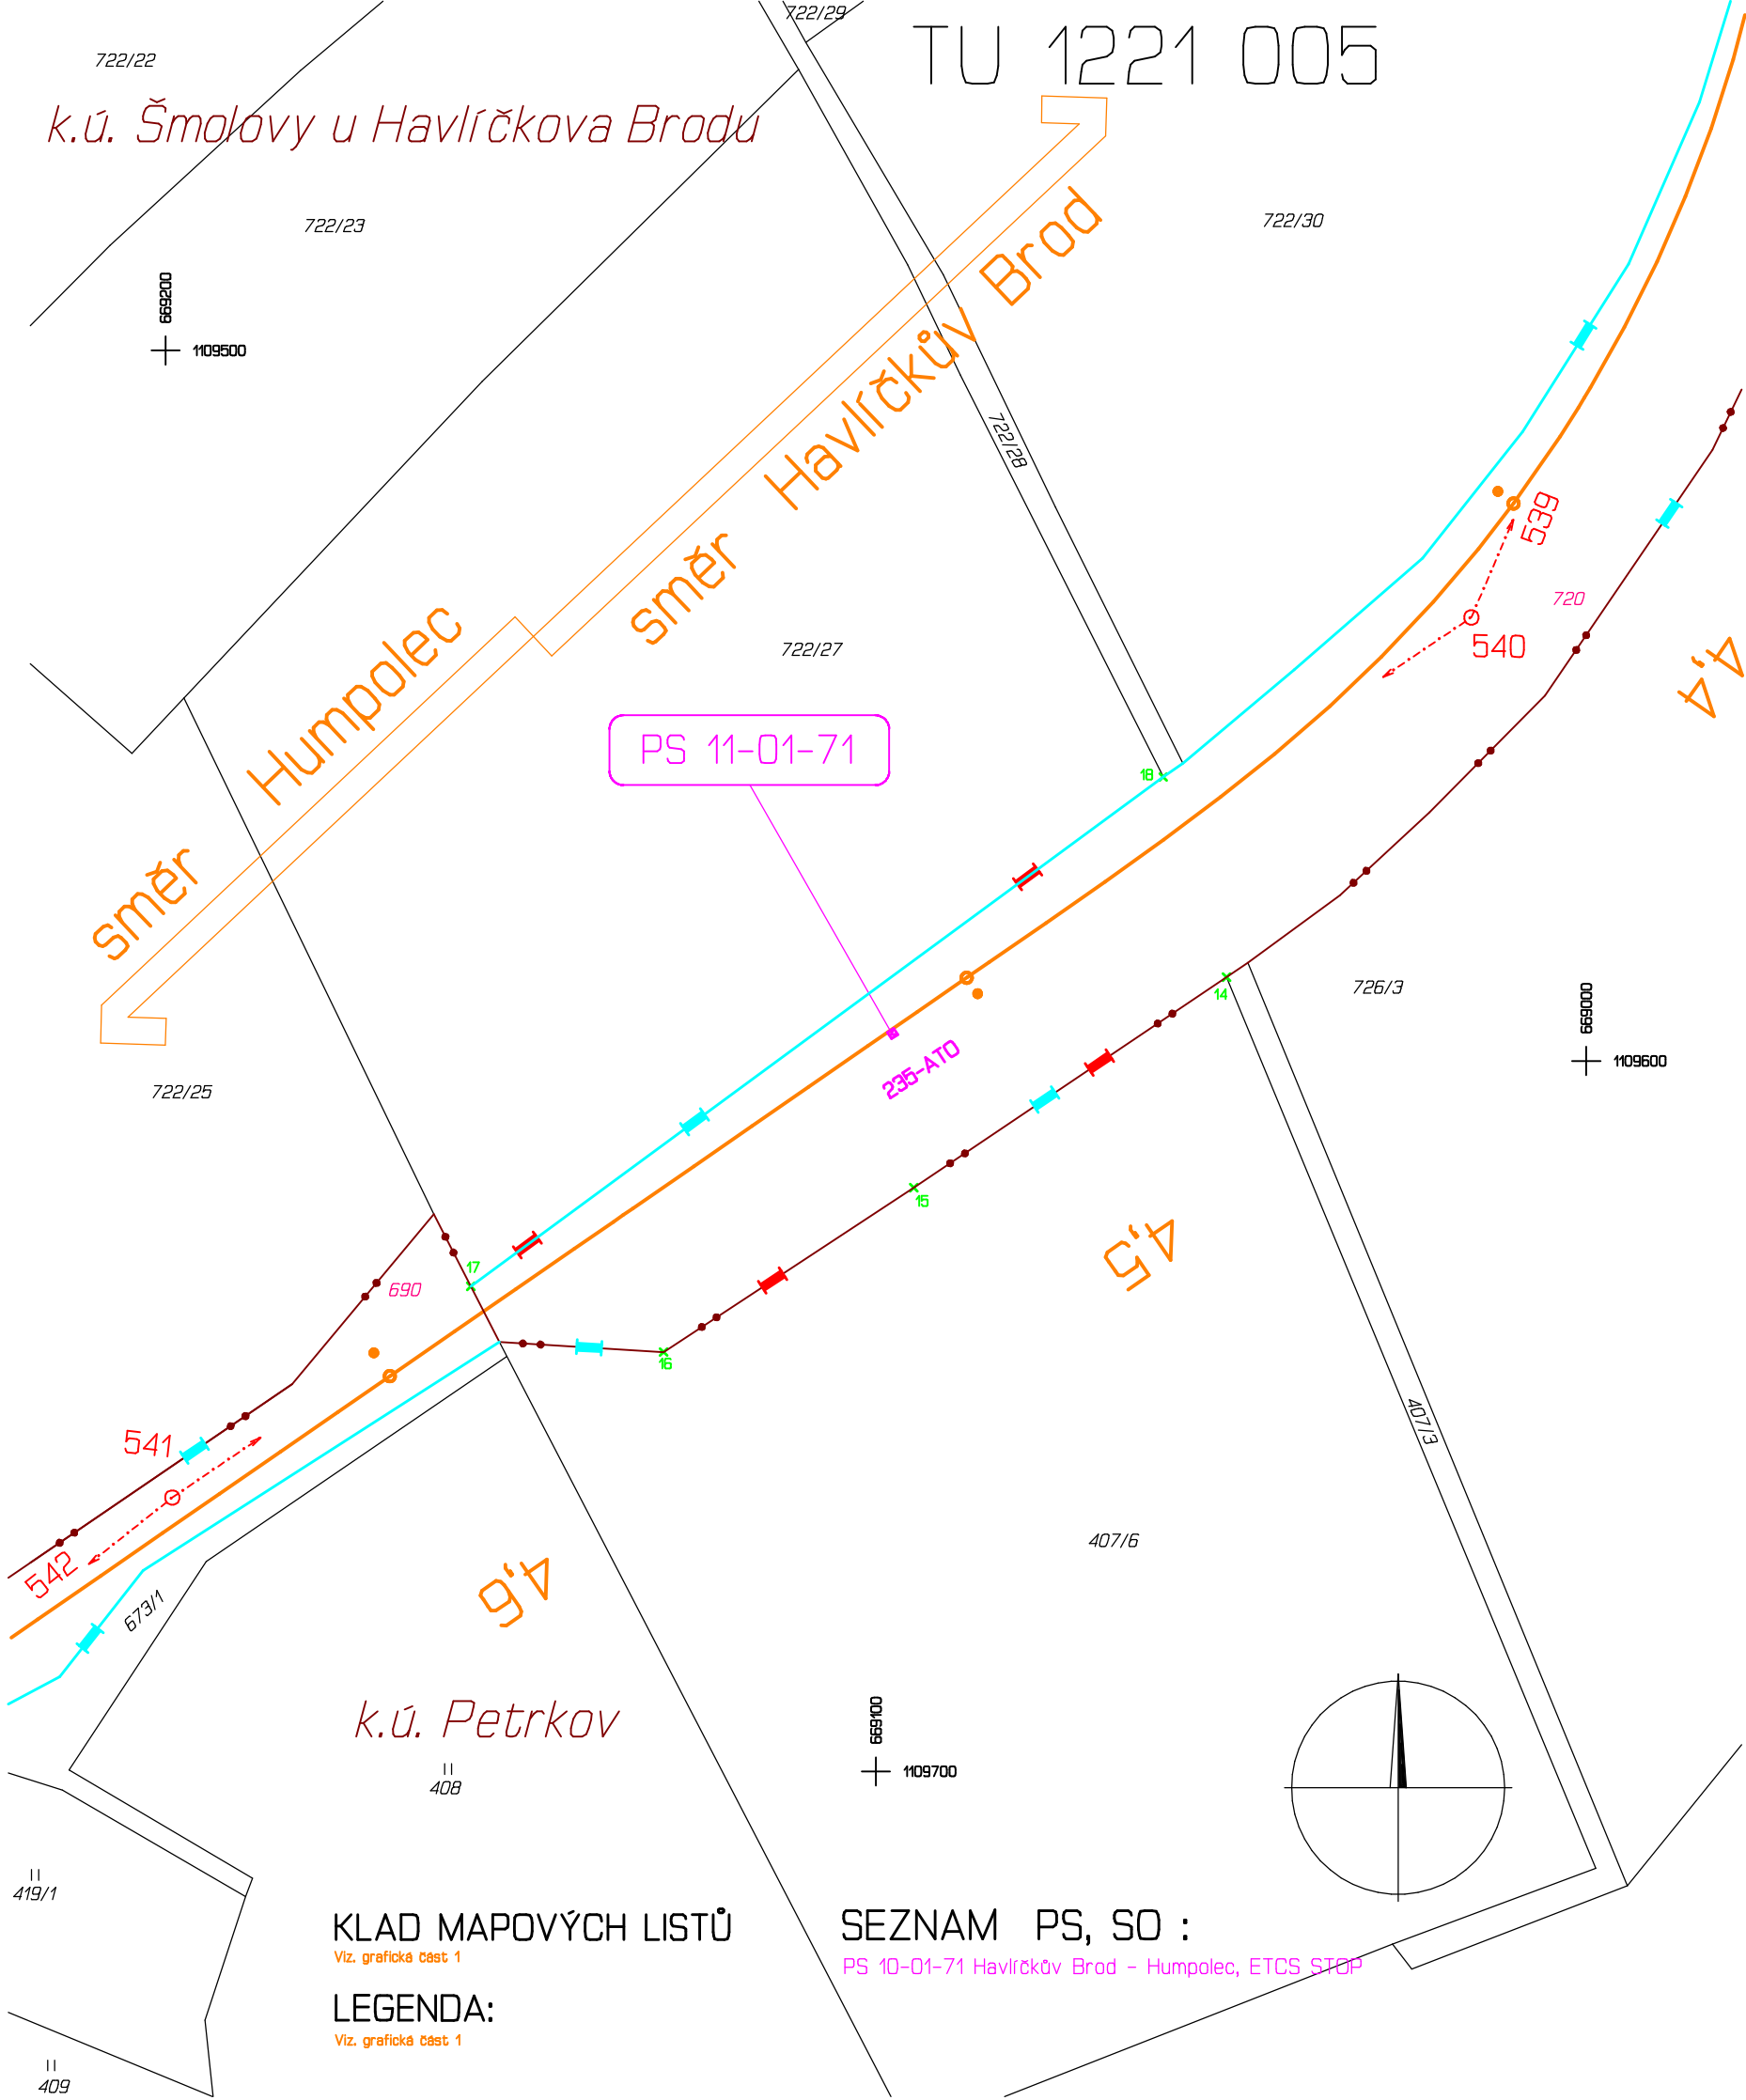 722/29
TU 1221 005
722/22
k.ú. Šmolovy u Havlíčkova Brodu
722/23
722/30
669200
1109500
směr Havlíčkův Brod
722/28
539
720
540
4,4
směr Humpolec
722/27
PS 11-01-71
18
726/3
14
669000
1109600
235-ATO
722/25
15
4,5
17
690
16
541
407/3
542
673/1
4,6
407/6
k.ú. Petrkov
669100
1109700
408
419/1
KLAD MAPOVÝCH LISTŮ
Viz. grafická část 1
SEZNAM PS, SO :
PS 10-01-71 Havlíčkův Brod - Humpolec, ETCS STOP
LEGENDA:
Viz. grafická část 1
409